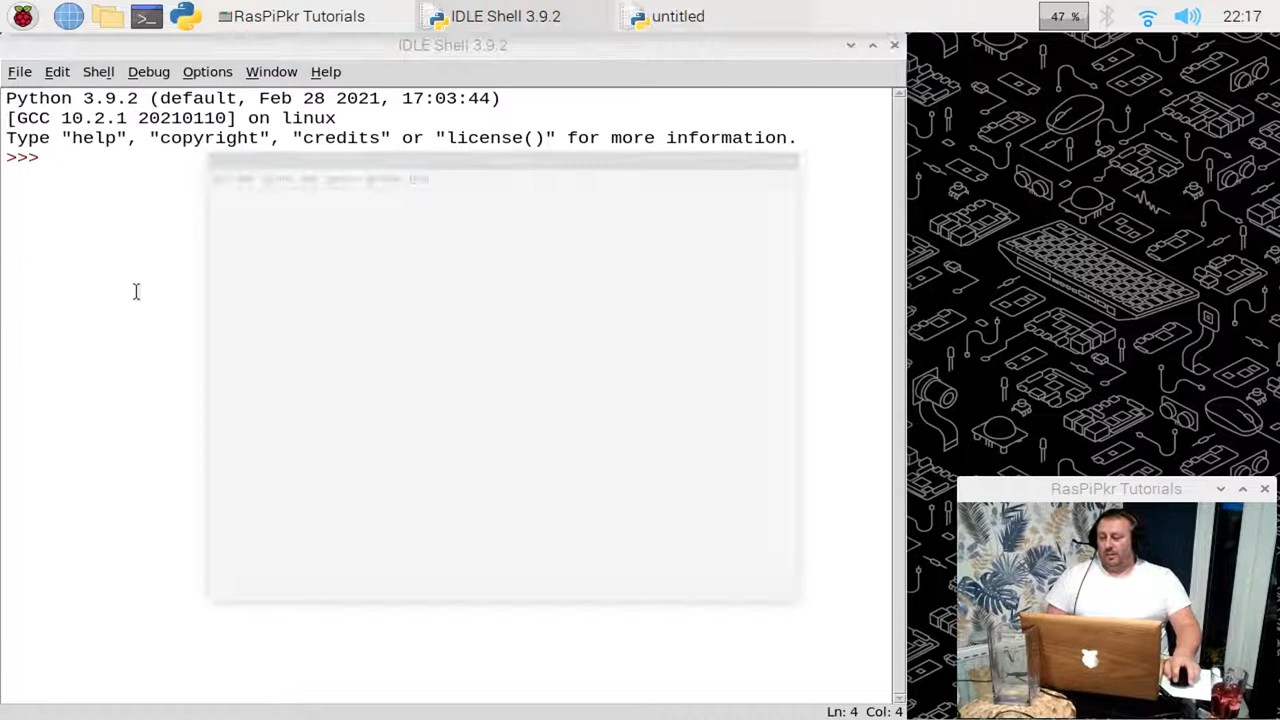 RasPiPkr Tutorials
IDLE Shell 3.9.2
untitled
47 %
22:17
IDLE Shell 3.9.2
File Edit Shell Debug Options Window Help
Python 3.9.2 (default, Feb 28 2021, 17:03:44)
[GCC 10.2.1 20210110] on linux
Type "help", "copyright", "credits" or "license()" for more information.
>>>
RasPiPkr Tutorials
Ln: 4 Col: 4